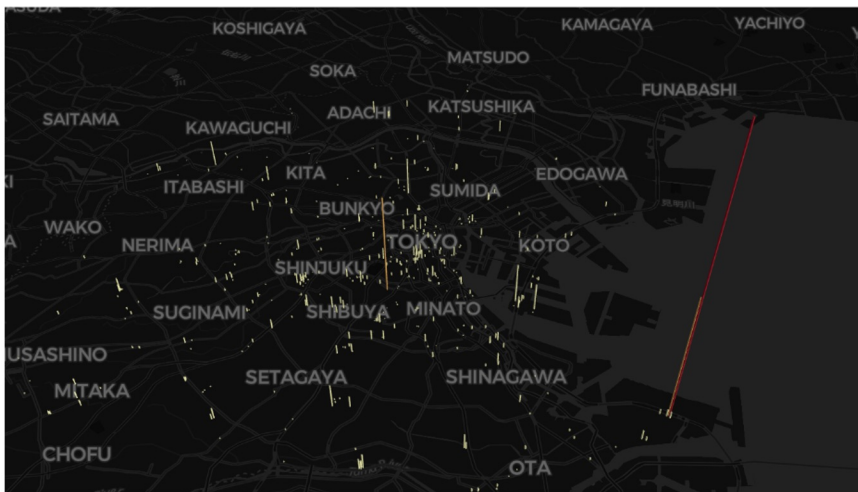 KOSHIGAYA
KAMAGAYA
YACHIYO
MATSUDO
SOKA
FUNABASHI
ADACHI
KATSUSHIKA
SAITAMA
KAWAGUCHI
KITA
EDOGAWA
ITABASHI
SUMIDA
BUNKYO
WAKO
NERIMA
TOKYO
KOTO
SHINJUKU
SUGINAMI
SHIBUYA
MINATO
MUSASHINO
SETAGAYA
SHINAGAWA
MITAKA
CHOFU
OTA